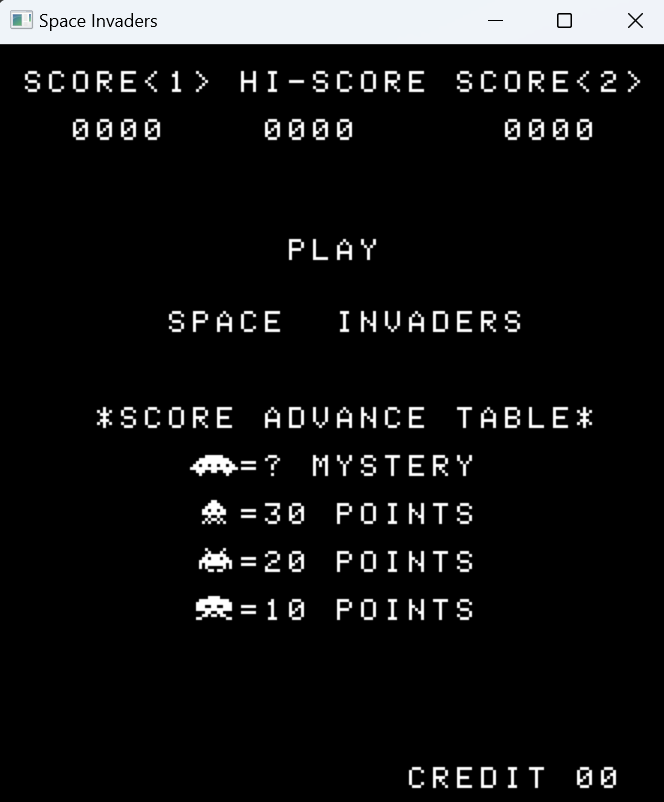 Space Invaders
SCORE<1> HI-SCORE SCORE<2>
0000 0000 0000
PLAY
SPACE INVADERS
*SCORE ADVANCE TABLE*
=? MYSTERY
=30 POINTS
=20 POINTS
=10 POINTS
CREDIT 00